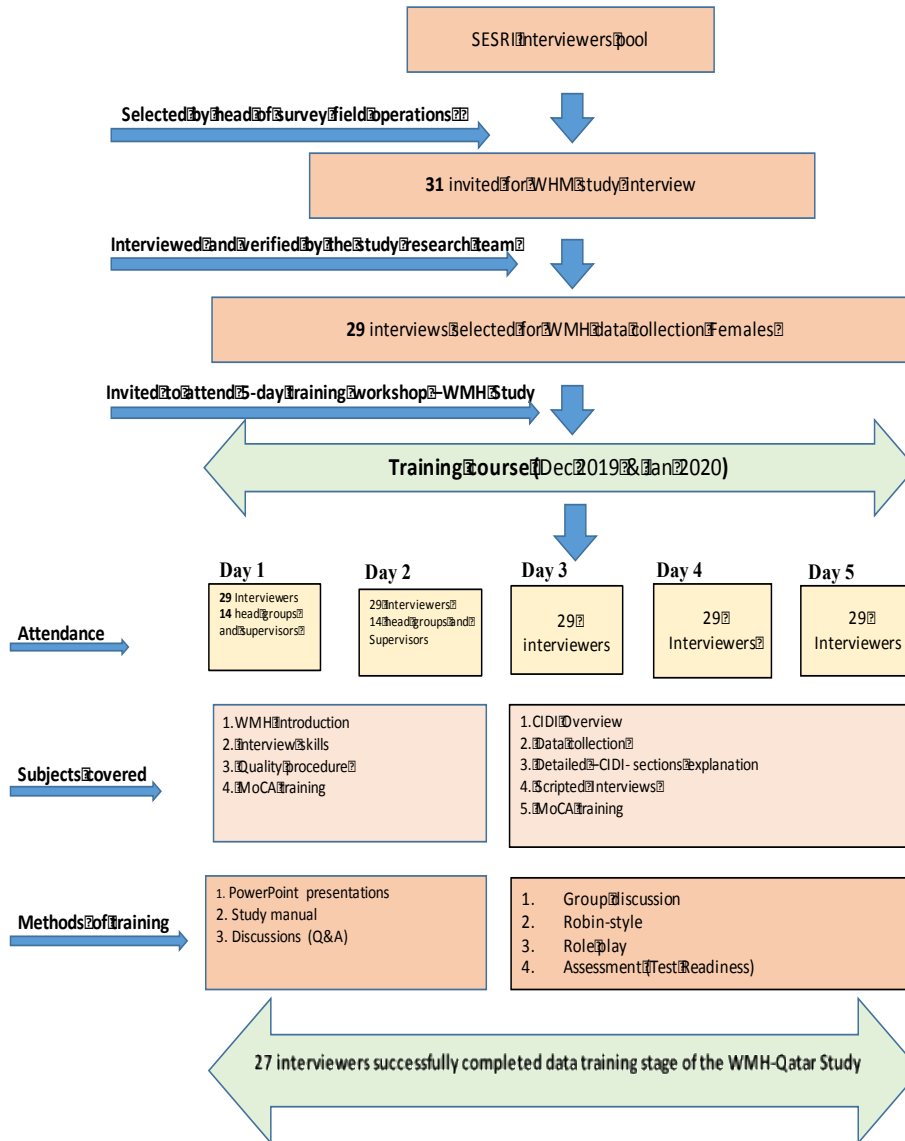 SESRI Interviewers pool
Selected by head of survey field operations
31 invited for WHM study interview
Interviewed and verified by the study research team
29 interviews selected for WMH data collection Females
Invited to attend 5-day training workshop –WMH Study
Training course (Dec 2019 & Jan 2020)
Day 1
Day 2
Day 3
Day 4
Day 5
Attendance
29 Interviewers
14 head groups
and supervisors
29 Interviewers
14 head groups and
Supervisors
29
interviewers
29
Interviewers
29
Interviewers
Subjects covered
1. WMH Introduction
2. Interview skills
3. Quality procedure
4. MoCA training
1.CIDI Overview
2. Data collection
3. Detailed –CIDI- sections explanation
4. Scripted Interviews
5. MoCA training
Methods of training
1. PowerPoint presentations
2. Study manual
3. Discussions (Q&A)
1. Group discussion
2. Robin-style
3. Role play
4. Assessment (Test Readiness)
27 interviewers successfully completed data training stage of the WMH-Qatar Study